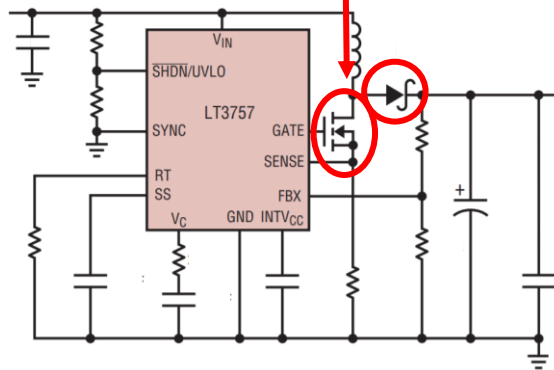 VIN
SHDN/UVLO
LT3757
SYNC
GATE
SENSE
RT
SS
FBX
VC
GND
INTVCC
+